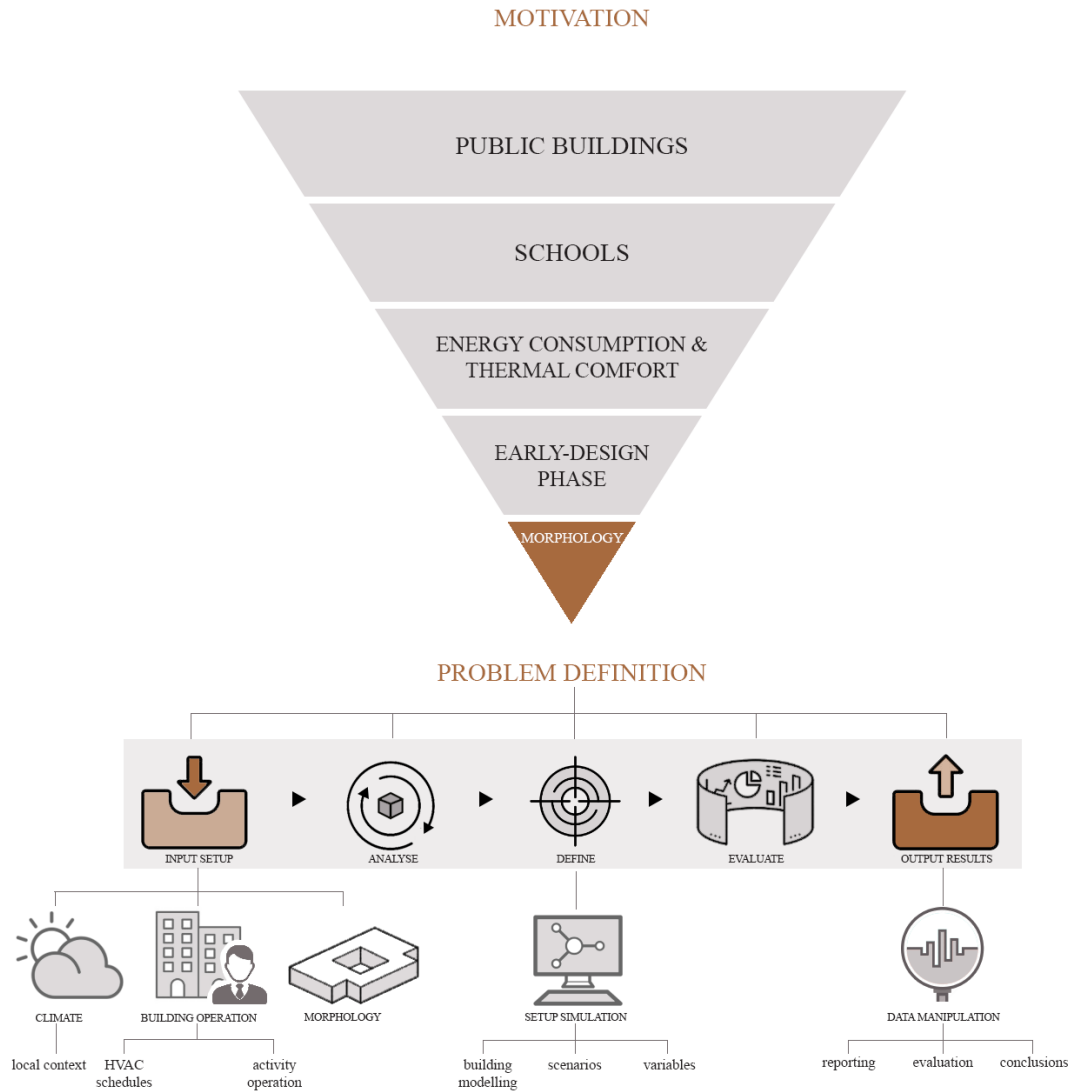 MOTIVATION
PUBLIC BUILDINGS
SCHOOLS
ENERGY CONSUMPTION &
THERMAL COMFORT
EARLY-DESIGN
PHASE
MORPHOLOGY
PROBLEM DEFINITION
INPUT SETUP
ANALYSE
DEFINE
EVALUATE
OUTPUT RESULTS
CLIMATE
BUILDING OPERATION
MORPHOLOGY
SETUP SIMULATION
DATA MANIPULATION
local context
HVAC
schedules
activity
operation
building
modelling
scenarios
variables
reporting
evaluation
conclusions